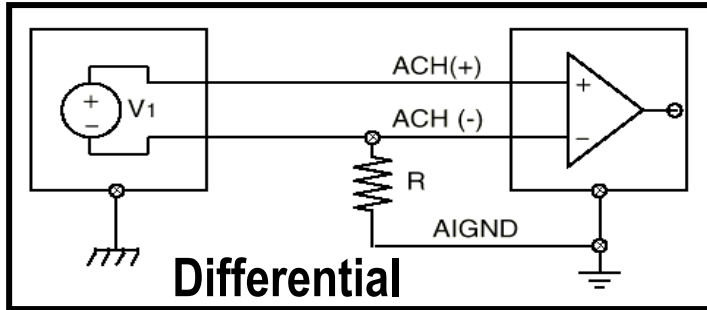 ACH(+)
+
+
V1
−
ACH (-)
−
R
AIGND
Differential